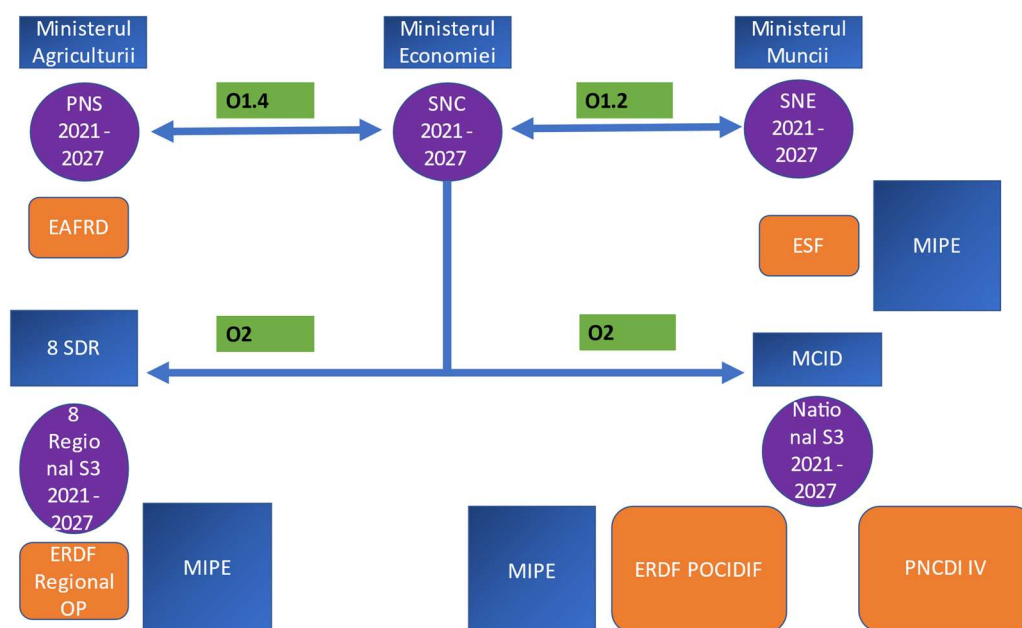 Ministerul
Agriculturii
Ministerul
Economiei
Ministerul
Muncii
PNS
2021-
2027
O1.4
SNC
2021-
2027
O1.2
SNE
2021-
2027
EAFRD
ESF
MIPE
8 SDR
O2
O2
MCID
8
Regio
nal S3
2021-
2027
Natio
nal S3
2021-
2027
ERDF
Regional
OP
MIPE
MIPE
ERDF POCIDIF
PNCDI IV